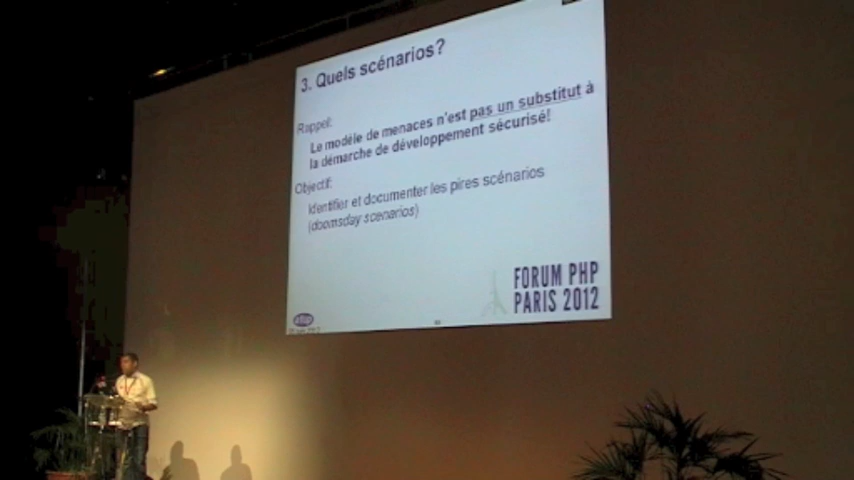 3. Quels scénarios?
Rappel:
Le modèle de menaces n'est pas un substitut à
la démarche de développement sécurisé!
Objectif:
Identifier et documenter les pires scénarios
(doomsday scenarios)
FORUM PHP
PARIS 2012
afup